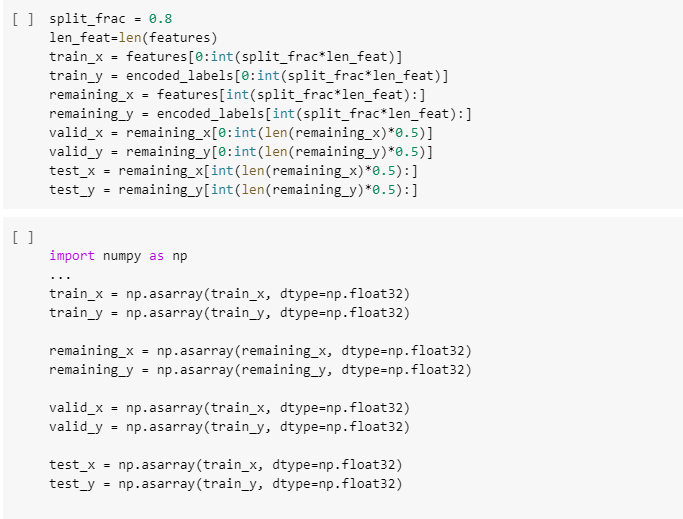 [ ] split_frac = 0.8
len_feat=len(features)
train_x = features[0:int(split_frac*len_feat)]
train_y = encoded_labels[0:int(split_frac*len_feat)]
remaining_x = features[int(split_frac*len_feat):]
remaining_y = encoded_labels[int(split_frac*len_feat):]
valid_x = remaining_x[0:int(len(remaining_x)*0.5)]
valid_y = remaining_y[0:int(len(remaining_y)*0.5)]
test_x = remaining_x[int(len(remaining_x)*0.5):]
test_y = remaining_y[int(len(remaining_y)*0.5):]
[ ]
import numpy as np
...
train_x = np.asarray(train_x, dtype=np.float32)
train_y = np.asarray(train_y, dtype=np.float32)
remaining_x = np.asarray(remaining_x, dtype=np.float32)
remaining_y = np.asarray(remaining_y, dtype=np.float32)
valid_x = np.asarray(train_x, dtype=np.float32)
valid_y = np.asarray(train_y, dtype=np.float32)
test_x = np.asarray(train_x, dtype=np.float32)
test_y = np.asarray(train_y, dtype=np.float32)